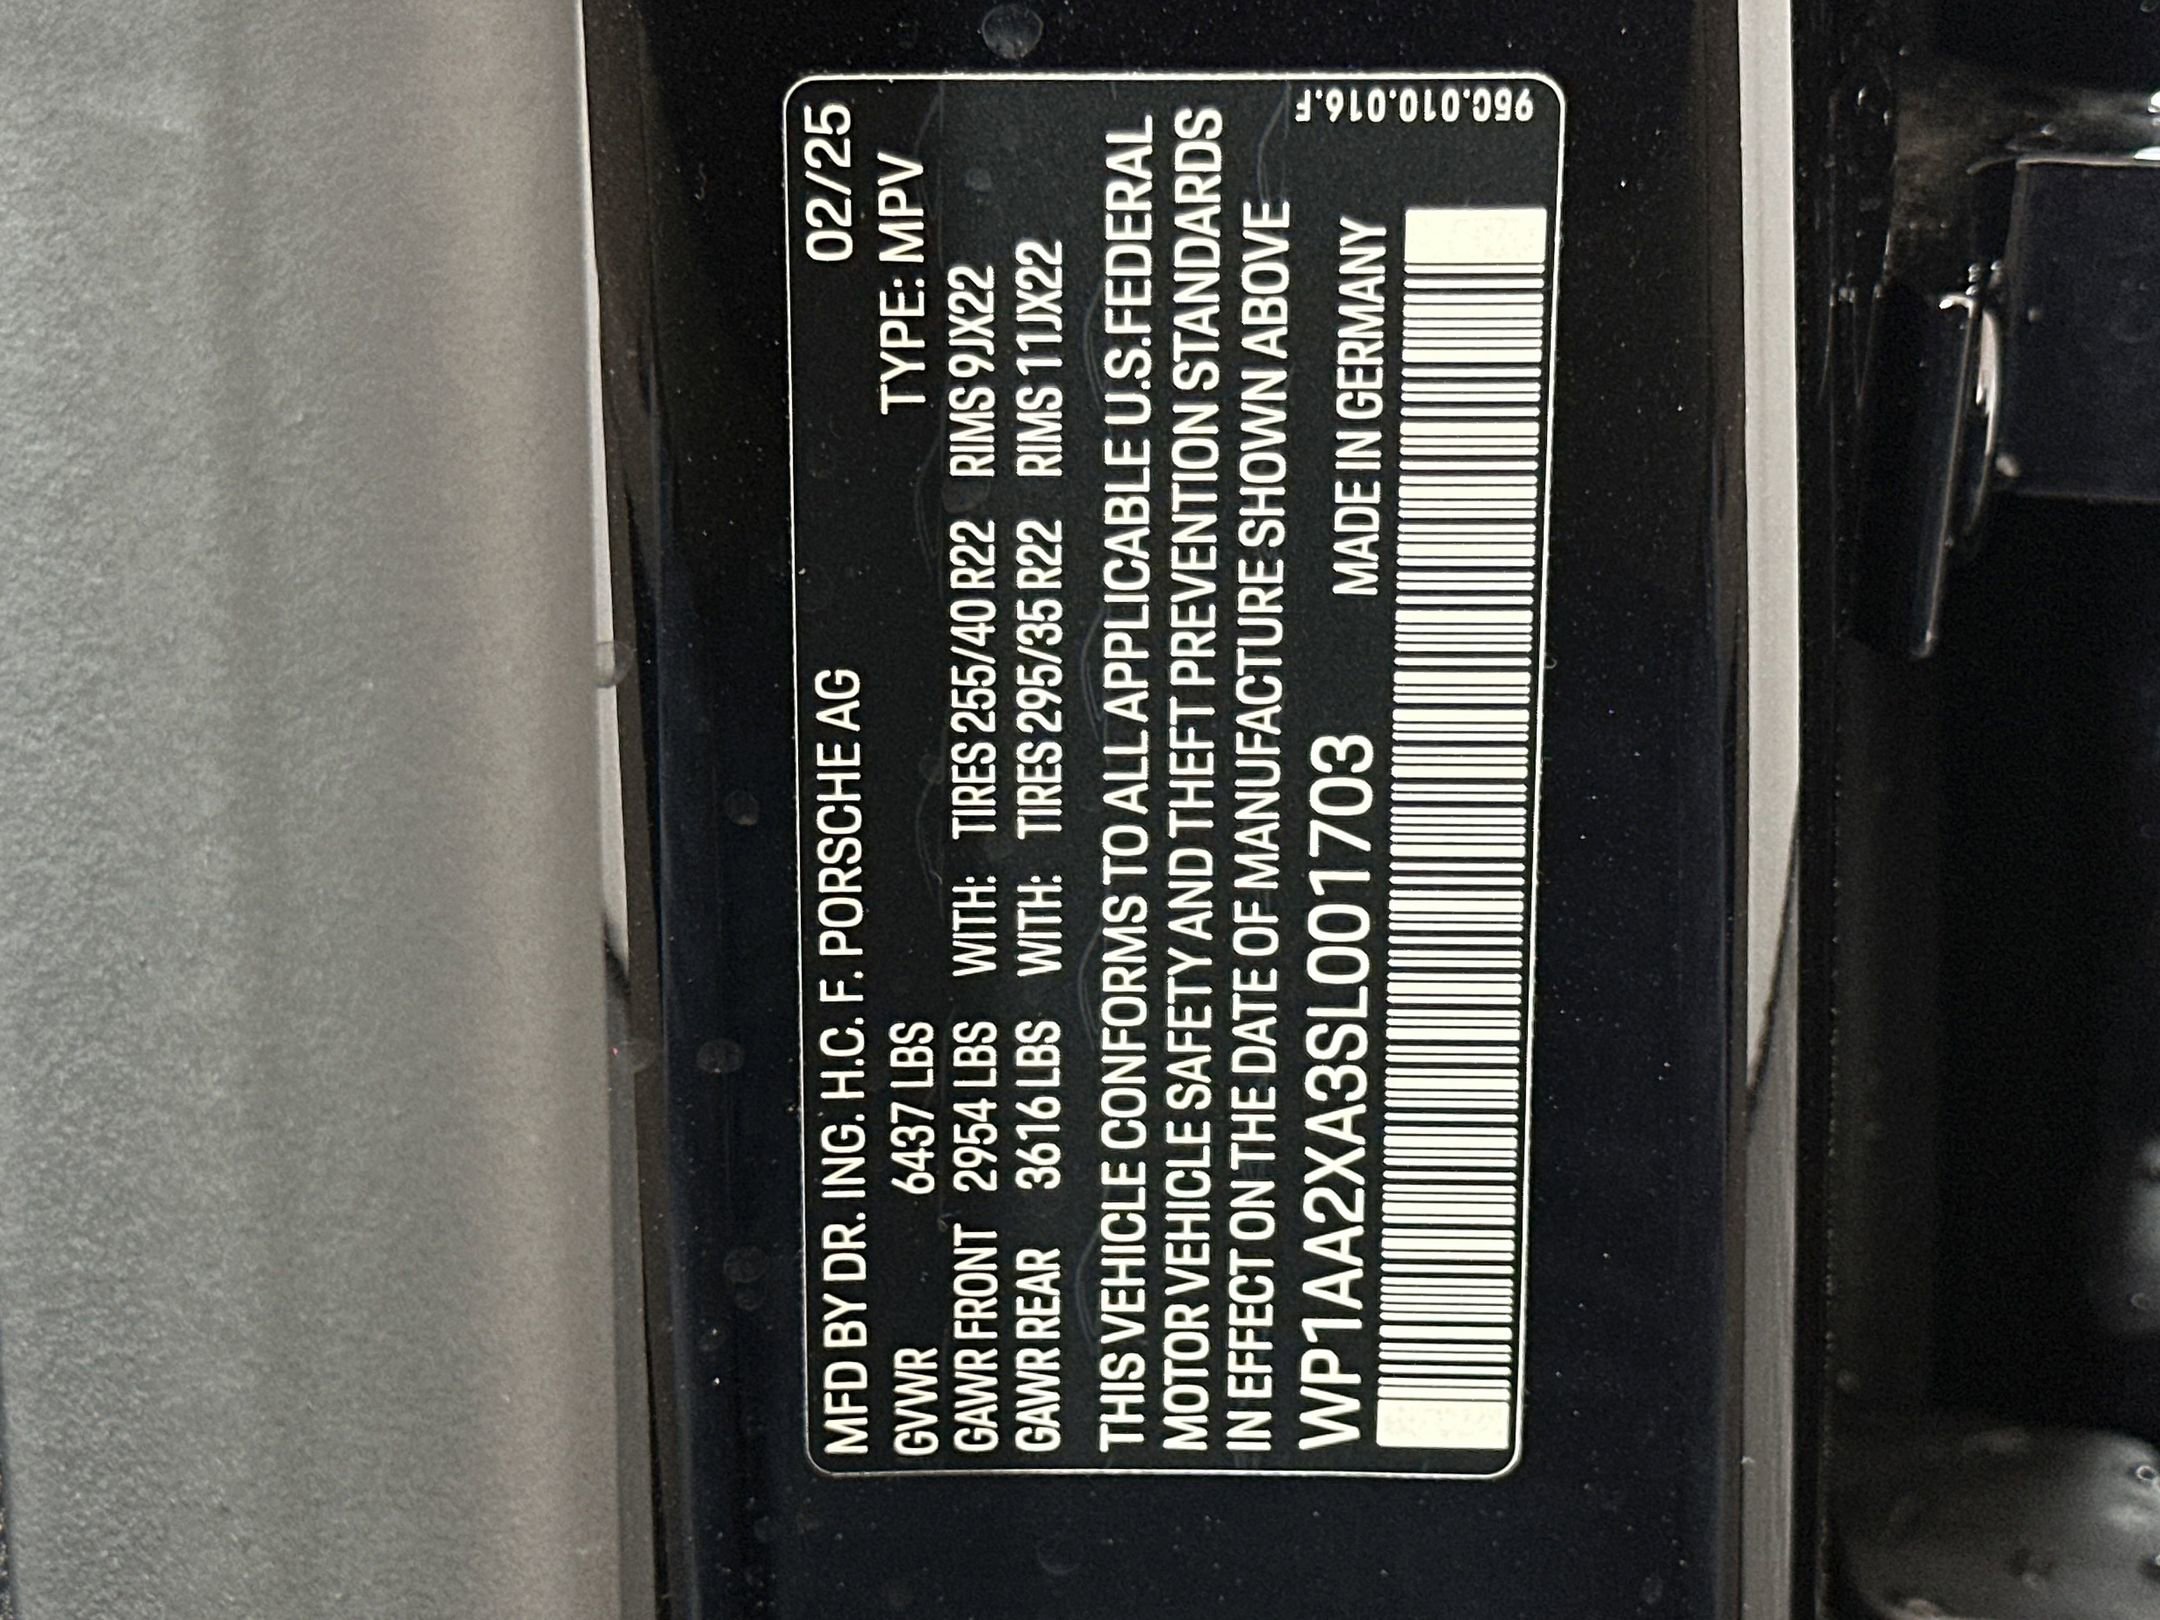 MFD BY DR. ING. H.C. F. PORSCHE AG 02/25
GVWR 6437 LBS TYPE: MPV
GAWR FRONT 2954 LBS WITH: TIRES 255/40 R22 RIMS 9JX22
GAWR REAR 3616 LBS WITH: TIRES 295/35 R22 RIMS 11JX22
THIS VEHICLE CONFORMS TO ALL APPLICABLE U.S.FEDERAL
MOTOR VEHICLE SAFETY AND THEFT PREVENTION STANDARDS
IN EFFECT ON THE DATE OF MANUFACTURE SHOWN ABOVE
WP1AA2XA3SL001703 MADE IN GERMANY
95C.010.016.F